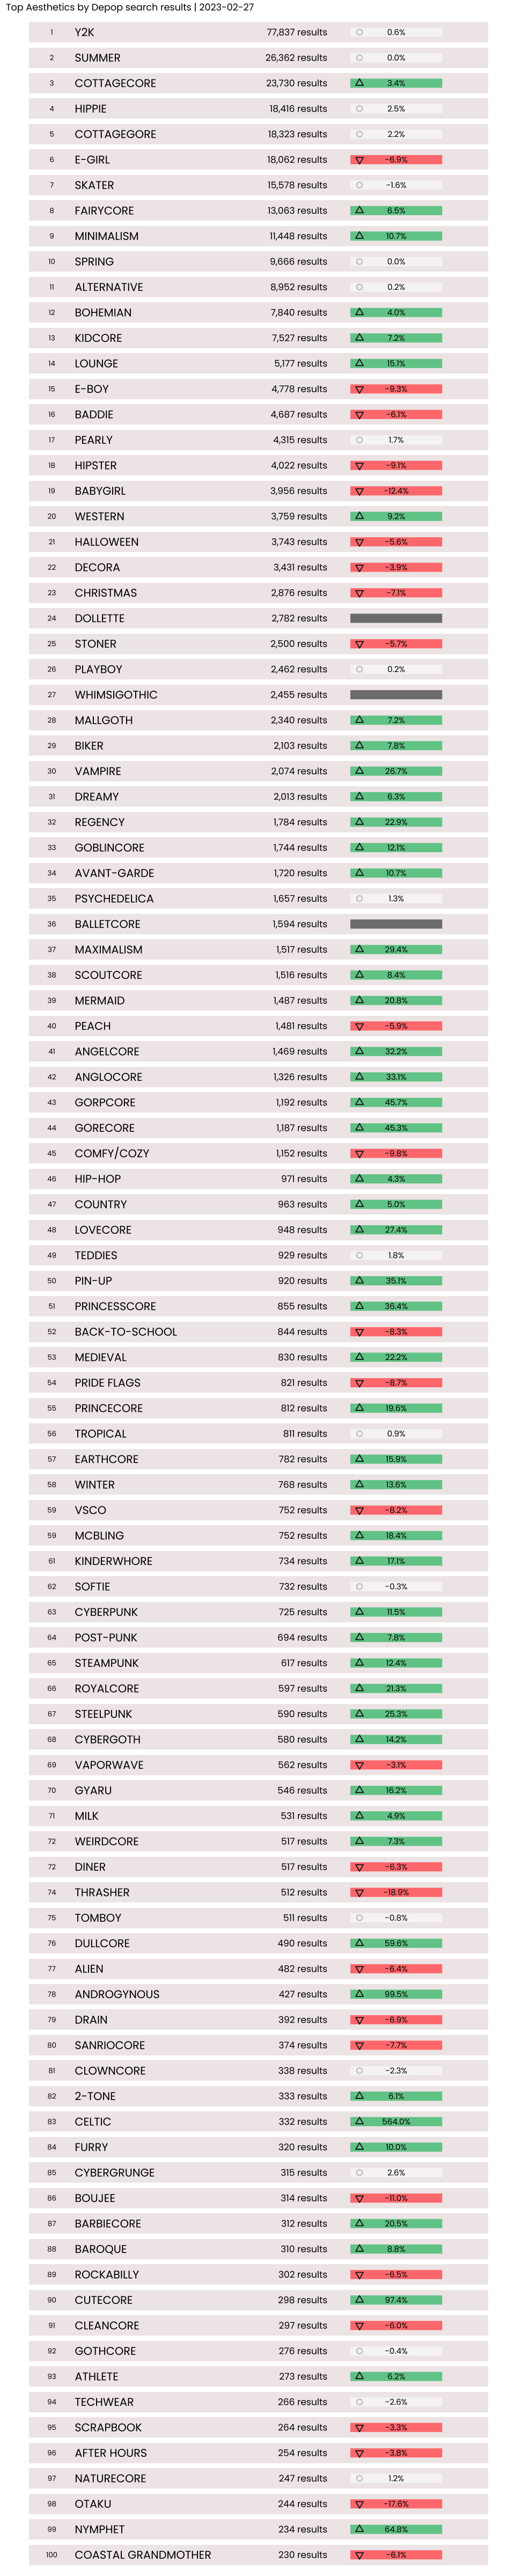 Top Aesthetics by Depop search results | 2023-02-27
1 Y2K 77,837 results 0.6%
2 SUMMER 26,362 results 0.0%
3 COTTAGECORE 23,730 results 3.4%
4 HIPPIE 18,416 results 2.5%
5 COTTAGEGORE 18,323 results 2.2%
6 E-GIRL 18,062 results -6.9%
7 SKATER 15,578 results -1.6%
8 FAIRYCORE 13,063 results 6.5%
9 MINIMALISM 11,448 results 10.7%
10 SPRING 9,666 results 0.0%
11 ALTERNATIVE 8,952 results 0.2%
12 BOHEMIAN 7,840 results 4.0%
13 KIDCORE 7,527 results 7.2%
14 LOUNGE 5,177 results 15.1%
15 E-BOY 4,778 results -9.3%
16 BADDIE 4,687 results -6.1%
17 PEARLY 4,315 results 1.7%
18 HIPSTER 4,022 results -9.1%
19 BABYGIRL 3,956 results -12.4%
20 WESTERN 3,759 results 9.2%
21 HALLOWEEN 3,743 results -5.6%
22 DECORA 3,431 results -3.9%
23 CHRISTMAS 2,876 results -7.1%
24 DOLLETTE 2,782 results
25 STONER 2,500 results -5.7%
26 PLAYBOY 2,462 results 0.2%
27 WHIMSIGOTHIC 2,455 results
28 MALLGOTH 2,340 results 7.2%
29 BIKER 2,103 results 7.8%
30 VAMPIRE 2,074 results 26.7%
31 DREAMY 2,013 results 6.3%
32 REGENCY 1,784 results 22.9%
33 GOBLINCORE 1,744 results 12.1%
34 AVANT-GARDE 1,720 results 10.7%
35 PSYCHEDELICA 1,657 results 1.3%
36 BALLETCORE 1,594 results
37 MAXIMALISM 1,517 results 29.4%
38 SCOUTCORE 1,516 results 8.4%
39 MERMAID 1,487 results 20.8%
40 PEACH 1,481 results -5.9%
41 ANGELCORE 1,469 results 32.2%
42 ANGLOCORE 1,326 results 33.1%
43 GORPCORE 1,192 results 45.7%
44 GORECORE 1,187 results 45.3%
45 COMFY/COZY 1,152 results -9.8%
46 HIP-HOP 971 results 4.3%
47 COUNTRY 963 results 5.0%
48 LOVECORE 948 results 27.4%
49 TEDDIES 929 results 1.8%
50 PIN-UP 920 results 35.1%
51 PRINCESSCORE 855 results 36.4%
52 BACK-TO-SCHOOL 844 results -8.3%
53 MEDIEVAL 830 results 22.2%
54 PRIDE FLAGS 821 results -8.7%
55 PRINCECORE 812 results 19.6%
56 TROPICAL 811 results 0.9%
57 EARTHCORE 782 results 15.9%
58 WINTER 768 results 13.6%
59 VSCO 752 results -8.2%
59 MCBLING 752 results 18.4%
61 KINDERWHORE 734 results 17.1%
62 SOFTIE 732 results -0.3%
63 CYBERPUNK 725 results 11.5%
64 POST-PUNK 694 results 7.8%
65 STEAMPUNK 617 results 12.4%
66 ROYALCORE 597 results 21.3%
67 STEELPUNK 590 results 25.3%
68 CYBERGOTH 580 results 14.2%
69 VAPORWAVE 562 results -3.1%
70 GYARU 546 results 16.2%
71 MILK 531 results 4.9%
72 WEIRDCORE 517 results 7.3%
72 DINER 517 results -6.3%
74 THRASHER 512 results -18.9%
75 TOMBOY 511 results -0.8%
76 DULLCORE 490 results 59.6%
77 ALIEN 482 results -6.4%
78 ANDROGYNOUS 427 results 99.5%
79 DRAIN 392 results -6.9%
80 SANRIOCORE 374 results -7.7%
81 CLOWNCORE 338 results -2.3%
82 2-TONE 333 results 6.1%
83 CELTIC 332 results 564.0%
84 FURRY 320 results 10.0%
85 CYBERGRUNGE 315 results 2.6%
86 BOUJEE 314 results -11.0%
87 BARBIECORE 312 results 20.5%
88 BAROQUE 310 results 8.8%
89 ROCKABILLY 302 results -6.5%
90 CUTECORE 298 results 97.4%
91 CLEANCORE 297 results -6.0%
92 GOTHCORE 276 results -0.4%
93 ATHLETE 273 results 6.2%
94 TECHWEAR 266 results -2.6%
95 SCRAPBOOK 264 results -3.3%
96 AFTER HOURS 254 results -3.8%
97 NATURECORE 247 results 1.2%
98 OTAKU 244 results -17.6%
99 NYMPHET 234 results 64.8%
100 COASTAL GRANDMOTHER 230 results -6.1%